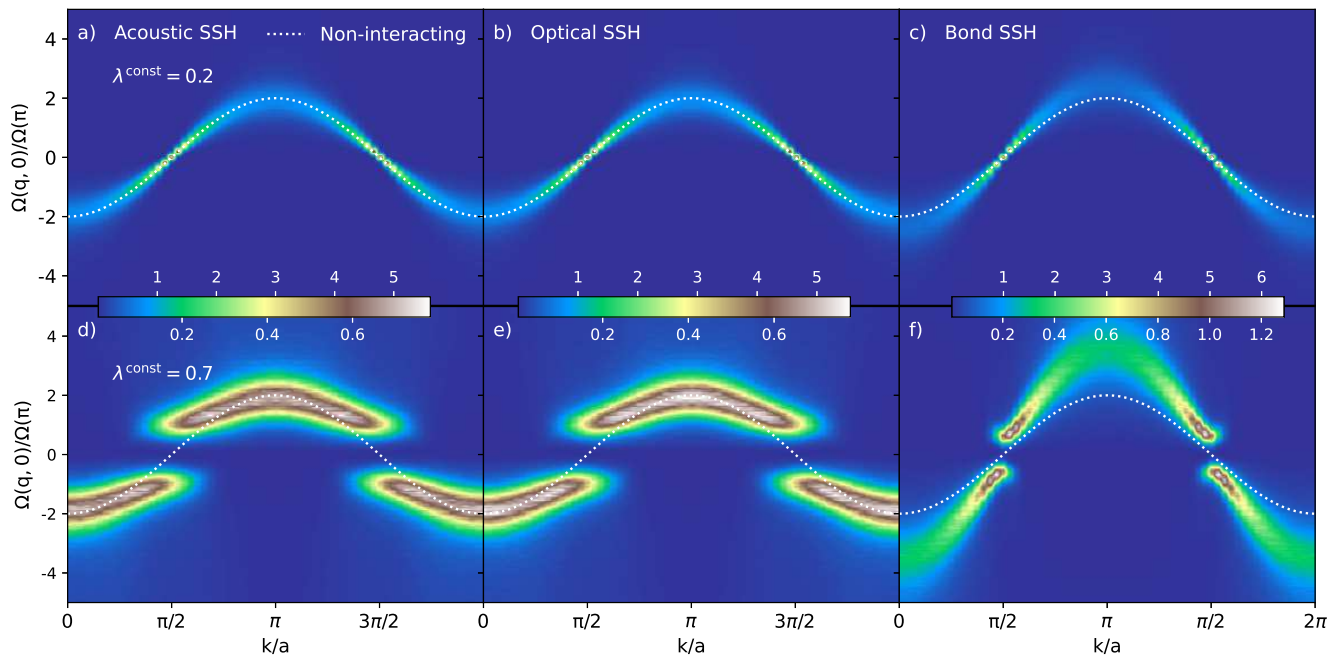 a) Acoustic SSH Non-interacting b) Optical SSH c) Bond SSH
λ^const = 0.2
4
2
0
-2
-4
Ω(q, 0)/Ω(π)
1 2 3 4 5
1 2 3 4 5
1 2 3 4 5 6
0.2 0.4 0.6
0.2 0.4 0.6
0.2 0.4 0.6 0.8 1.0 1.2
d) e) f)
λ^const = 0.7
4
2
0
-2
-4
Ω(q, 0)/Ω(π)
0 π/2 π 3π/2 0 π/2 π 3π/2 0 π/2 π π/2 2π
k/a k/a k/a